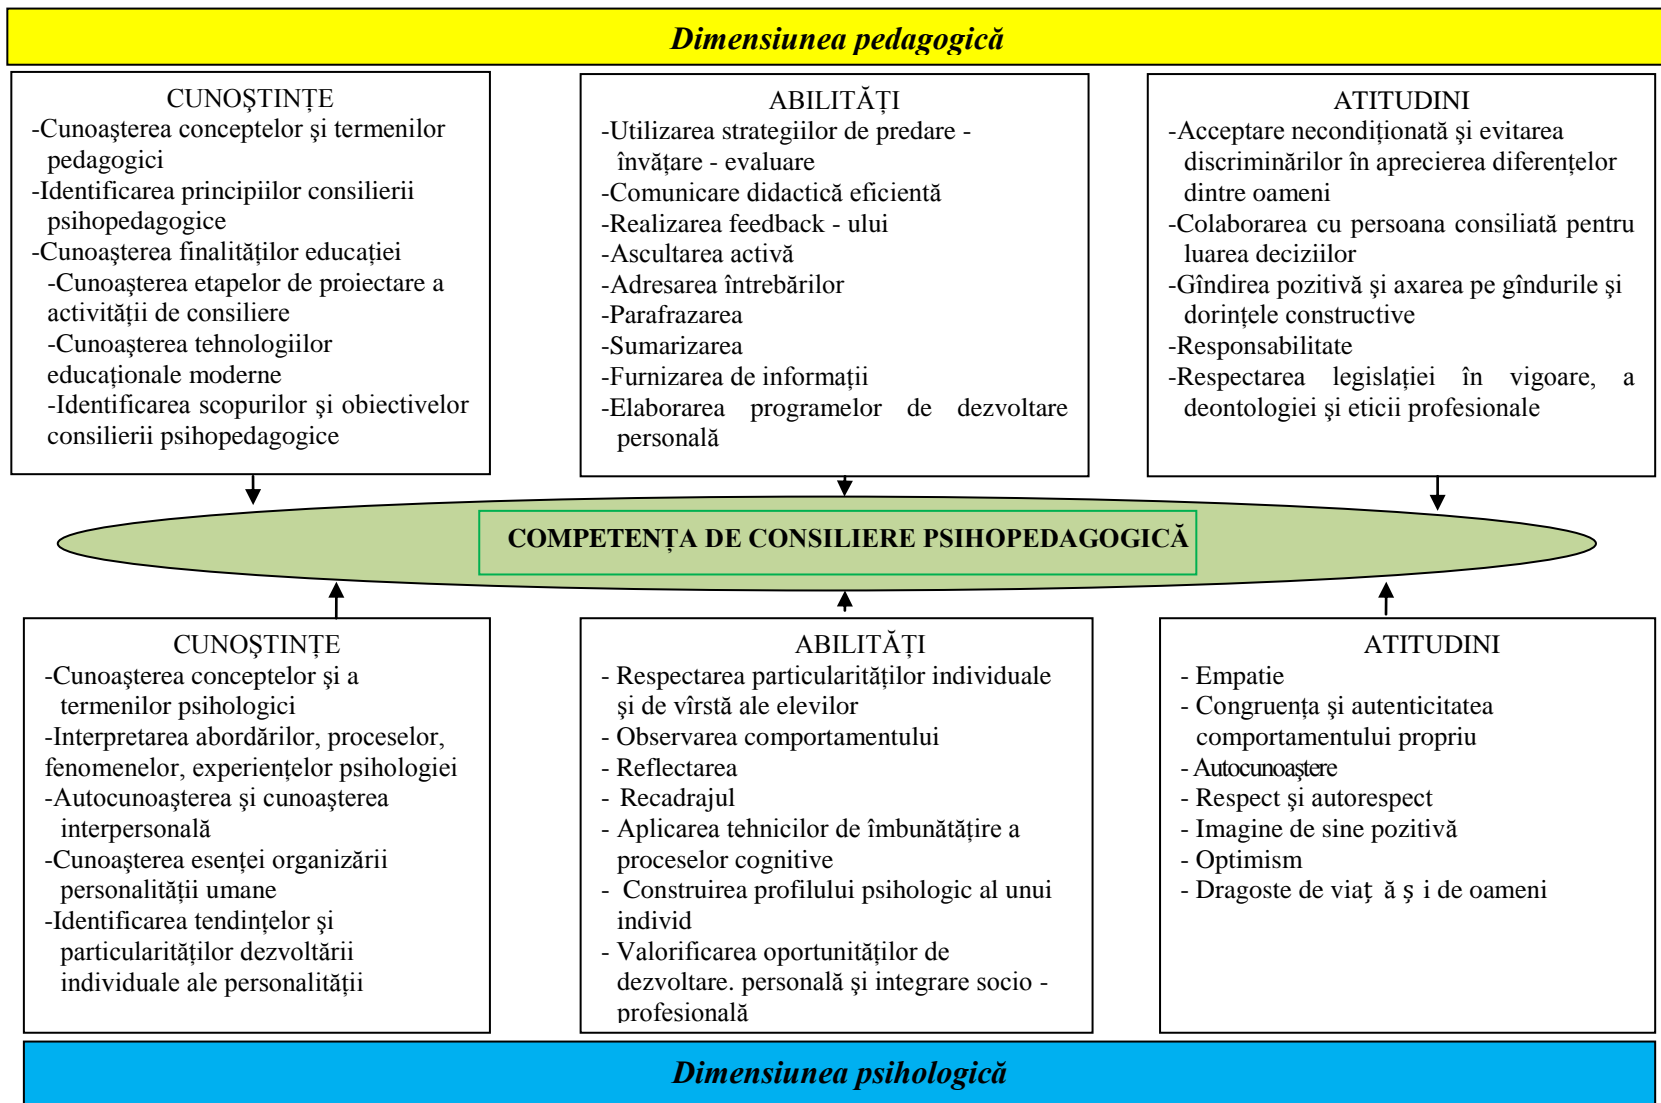 Dimensiunea pedagogică
CUNOŞTINȚE
-Cunoaşterea conceptelor şi termenilor
pedagogici
-Identificarea principiilor consilierii
psihopedagogice
-Cunoaşterea finalităților educației
-Cunoaşterea etapelor de proiectare a
activității de consiliere
-Cunoaşterea tehnologiilor
educaționale moderne
-Identificarea scopurilor şi obiectivelor
consilierii psihopedagogice
ABILITĂȚI
-Utilizarea strategiilor de predare -
învățare - evaluare
-Comunicare didactică eficientă
-Realizarea feedback - ului
-Ascultarea activă
-Adresarea întrebărilor
-Parafrazarea
-Sumarizarea
-Furnizarea de informații
-Elaborarea programelor de dezvoltare
personală
ATITUDINI
-Acceptare necondiționată şi evitarea
discriminărilor în aprecierea diferențelor
dintre oameni
-Colaborarea cu persoana consiliată pentru
luarea deciziilor
-Gîndirea pozitivă şi axarea pe gîndurile şi
dorințele constructive
-Responsabilitate
-Respectarea legislației în vigoare, a
deontologiei şi eticii profesionale
COMPETENȚA DE CONSILIERE PSIHOPEDAGOGICĂ
CUNOŞTINȚE
-Cunoaşterea conceptelor şi a
termenilor psihologici
-Interpretarea abordărilor, proceselor,
fenomenelor, experiențelor psihologiei
-Autocunoaşterea şi cunoaşterea
interpersonală
-Cunoaşterea esenței organizării
personalității umane
-Identificarea tendințelor şi
particularităților dezvoltării
individuale ale personalității
ABILITĂȚI
- Respectarea particularităților individuale
şi de vîrstă ale elevilor
- Observarea comportamentului
- Reflectarea
- Recadrajul
- Aplicarea tehnicilor de îmbunătățire a
proceselor cognitive
- Construirea profilului psihologic al unui
individ
- Valorificarea oportunităților de
dezvoltare. personală şi integrare socio -
profesională
ATITUDINI
- Empatie
- Congruența şi autenticitatea
comportamentului propriu
- Autocunoaştere
- Respect şi autorespect
- Imagine de sine pozitivă
- Optimism
- Dragoste de viaţ ă ş i de oameni
Dimensiunea psihologică